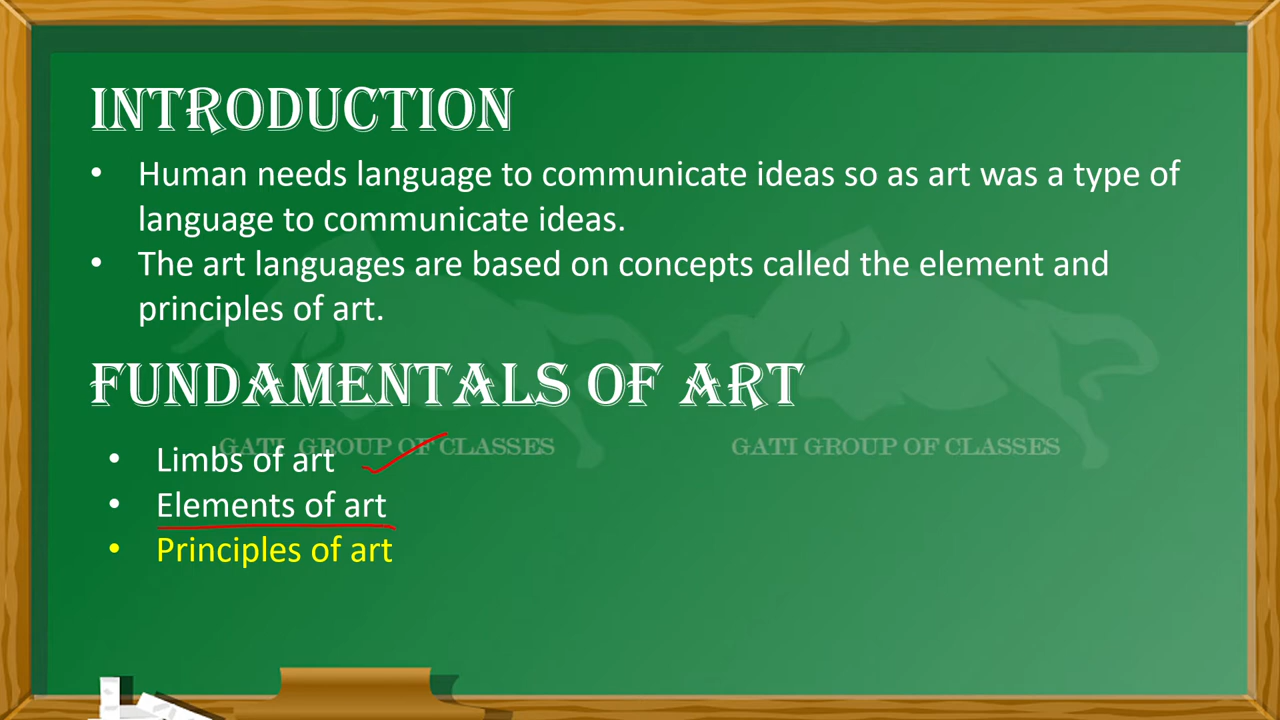 INTRODUCTION
• Human needs language to communicate ideas so as art was a type of
language to communicate ideas.
• The art languages are based on concepts called the element and
principles of art.
FUNDAMENTALS OF ART
GATI GROUP OF CLASSES GATI GROUP OF CLASSES
• Limbs of art
• Elements of art
• Principles of art